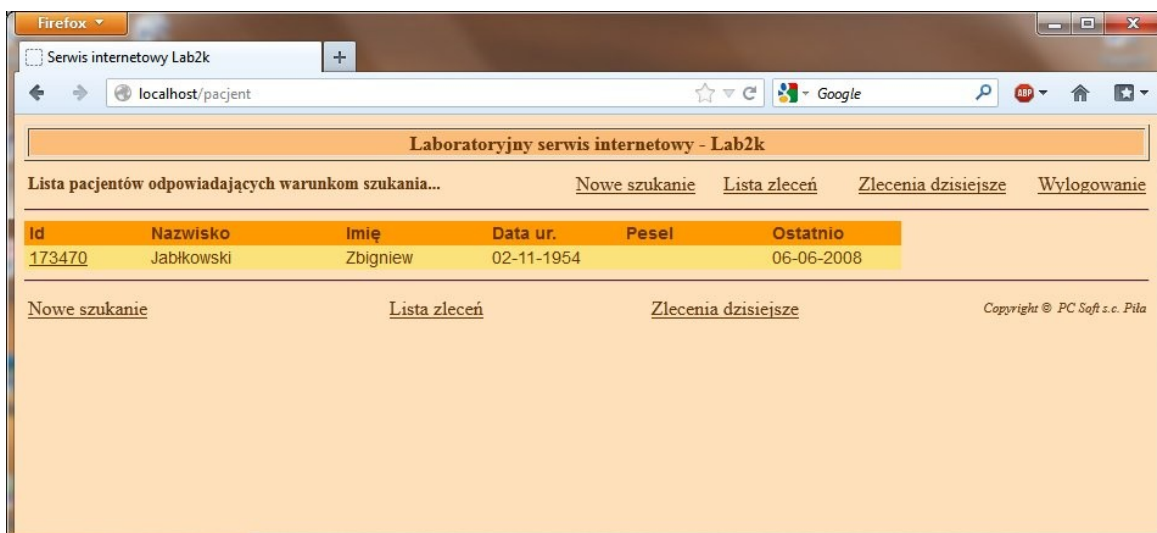 Firefox
Serwis internetowy Lab2k
localhost/pacjent
Google
ABP
Laboratoryjny serwis internetowy - Lab2k
Lista pacjentów odpowiadających warunkom szukania... Nowe szukanie Lista zleceń Zlecenia dzisiejsze Wylogowanie
Id Nazwisko Imię Data ur. Pesel Ostatnio
173470 Jabłkowski Zbigniew 02-11-1954 06-06-2008
Nowe szukanie Lista zleceń Zlecenia dzisiejsze Copyright © PC Soft s.c. Piła